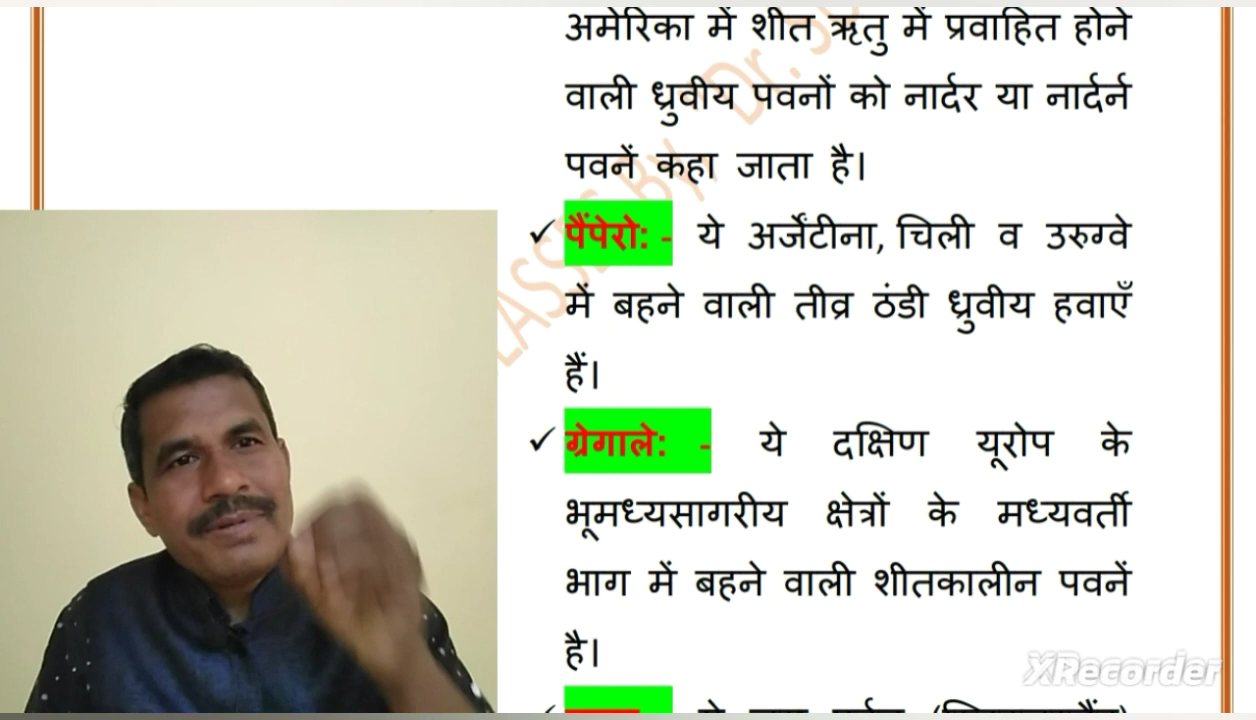 अमेरिका में शीत ऋतु में प्रवाहित होने
वाली ध्रुवीय पवनों को नार्दर या नार्दर्न
पवनें कहा जाता है।
✓ पैंपेरो: - ये अर्जेंटीना, चिली व उरुग्वे
में बहने वाली तीव्र ठंडी ध्रुवीय हवाएँ
हैं।
✓ ग्रेगाले: - ये दक्षिण यूरोप के
भूमध्यसागरीय क्षेत्रों के मध्यवर्ती
भाग में बहने वाली शीतकालीन पवनें
है।
XRecorder